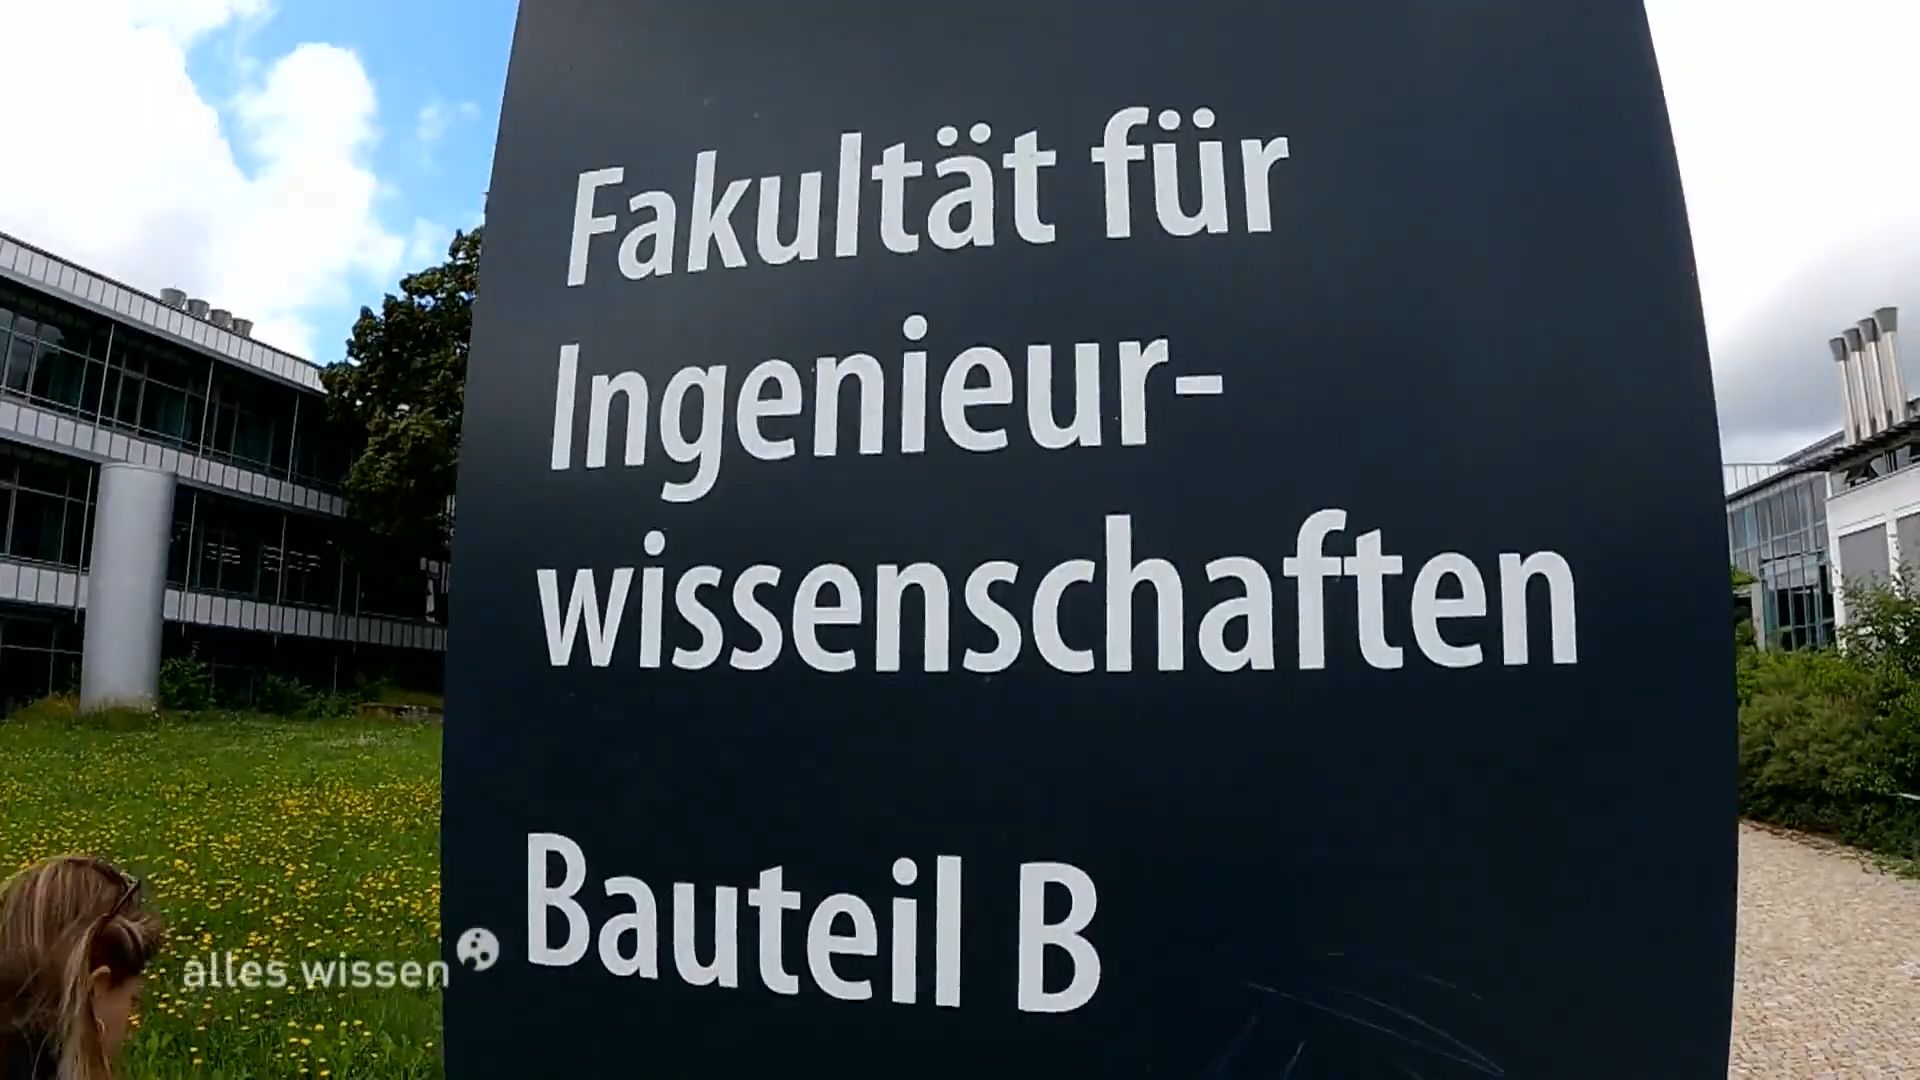 Fakultät für
Ingenieur-
wissenschaften
Bauteil B
alles wissen